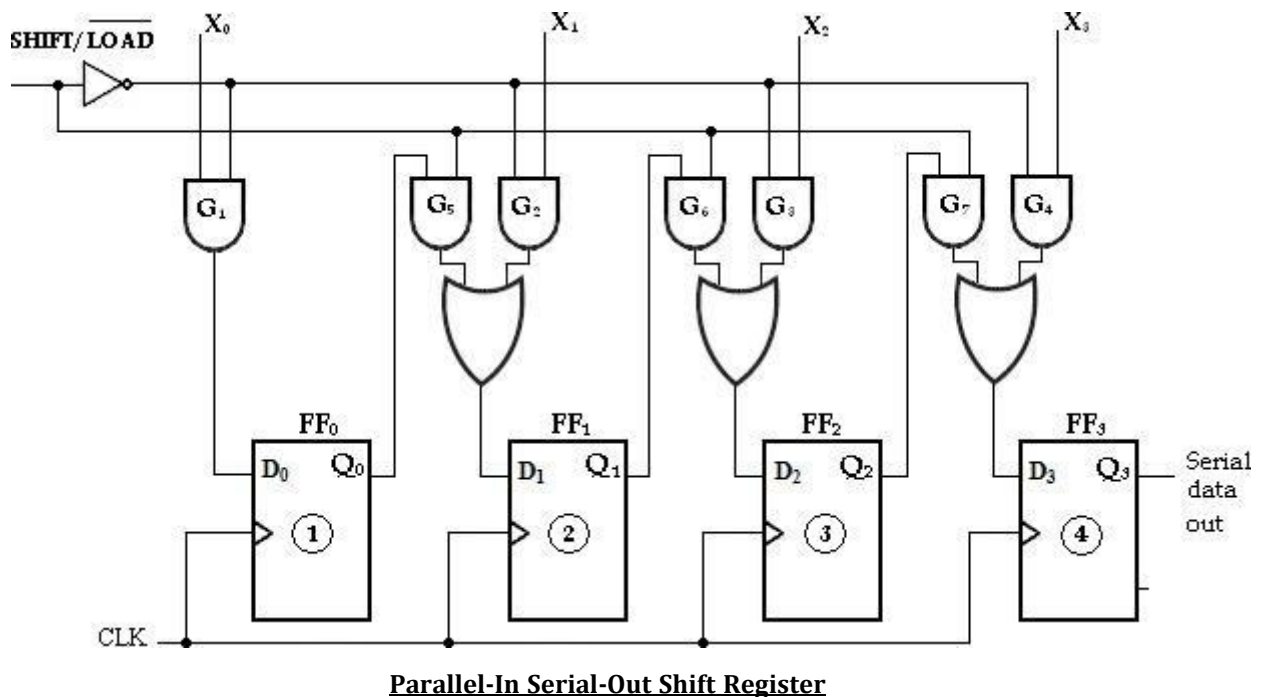 SHIFT/LOAD
X₀
X₁
X₂
X₃
G₁
G₅
G₂
G₆
G₃
G₇
G₄
FF₀
FF₁
FF₂
FF₃
D₀
Q₀
D₁
Q₁
D₂
Q₂
D₃
Q₃
Serial
data
out
1
2
3
4
CLK
Parallel-In Serial-Out Shift Register